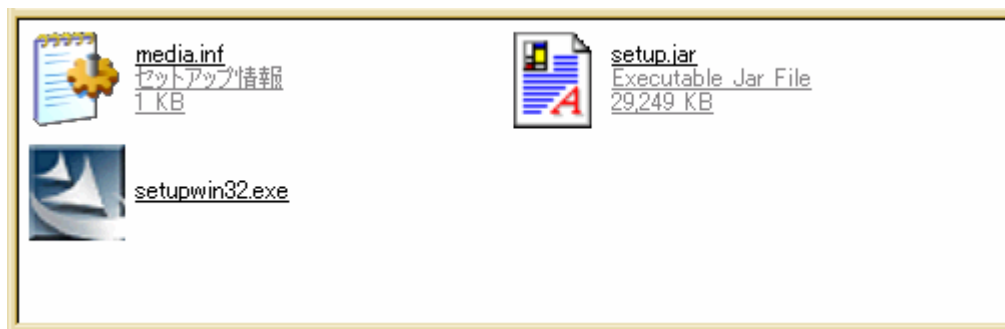 media.inf
セットアップ情報
1 KB
setup.jar
Executable Jar File
29,249 KB
setupwin32.exe